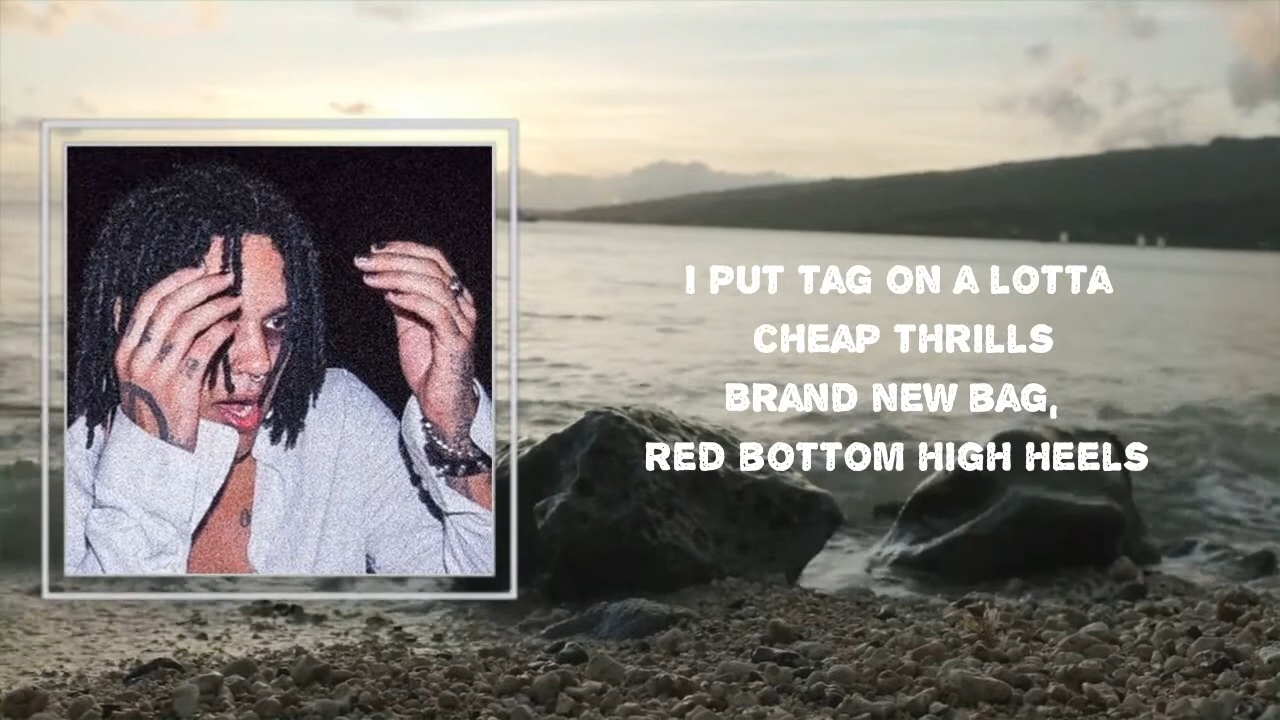 I PUT TAG ON A LOTTA
CHEAP THRILLS
BRAND NEW BAG,
RED BOTTOM HIGH HEELS